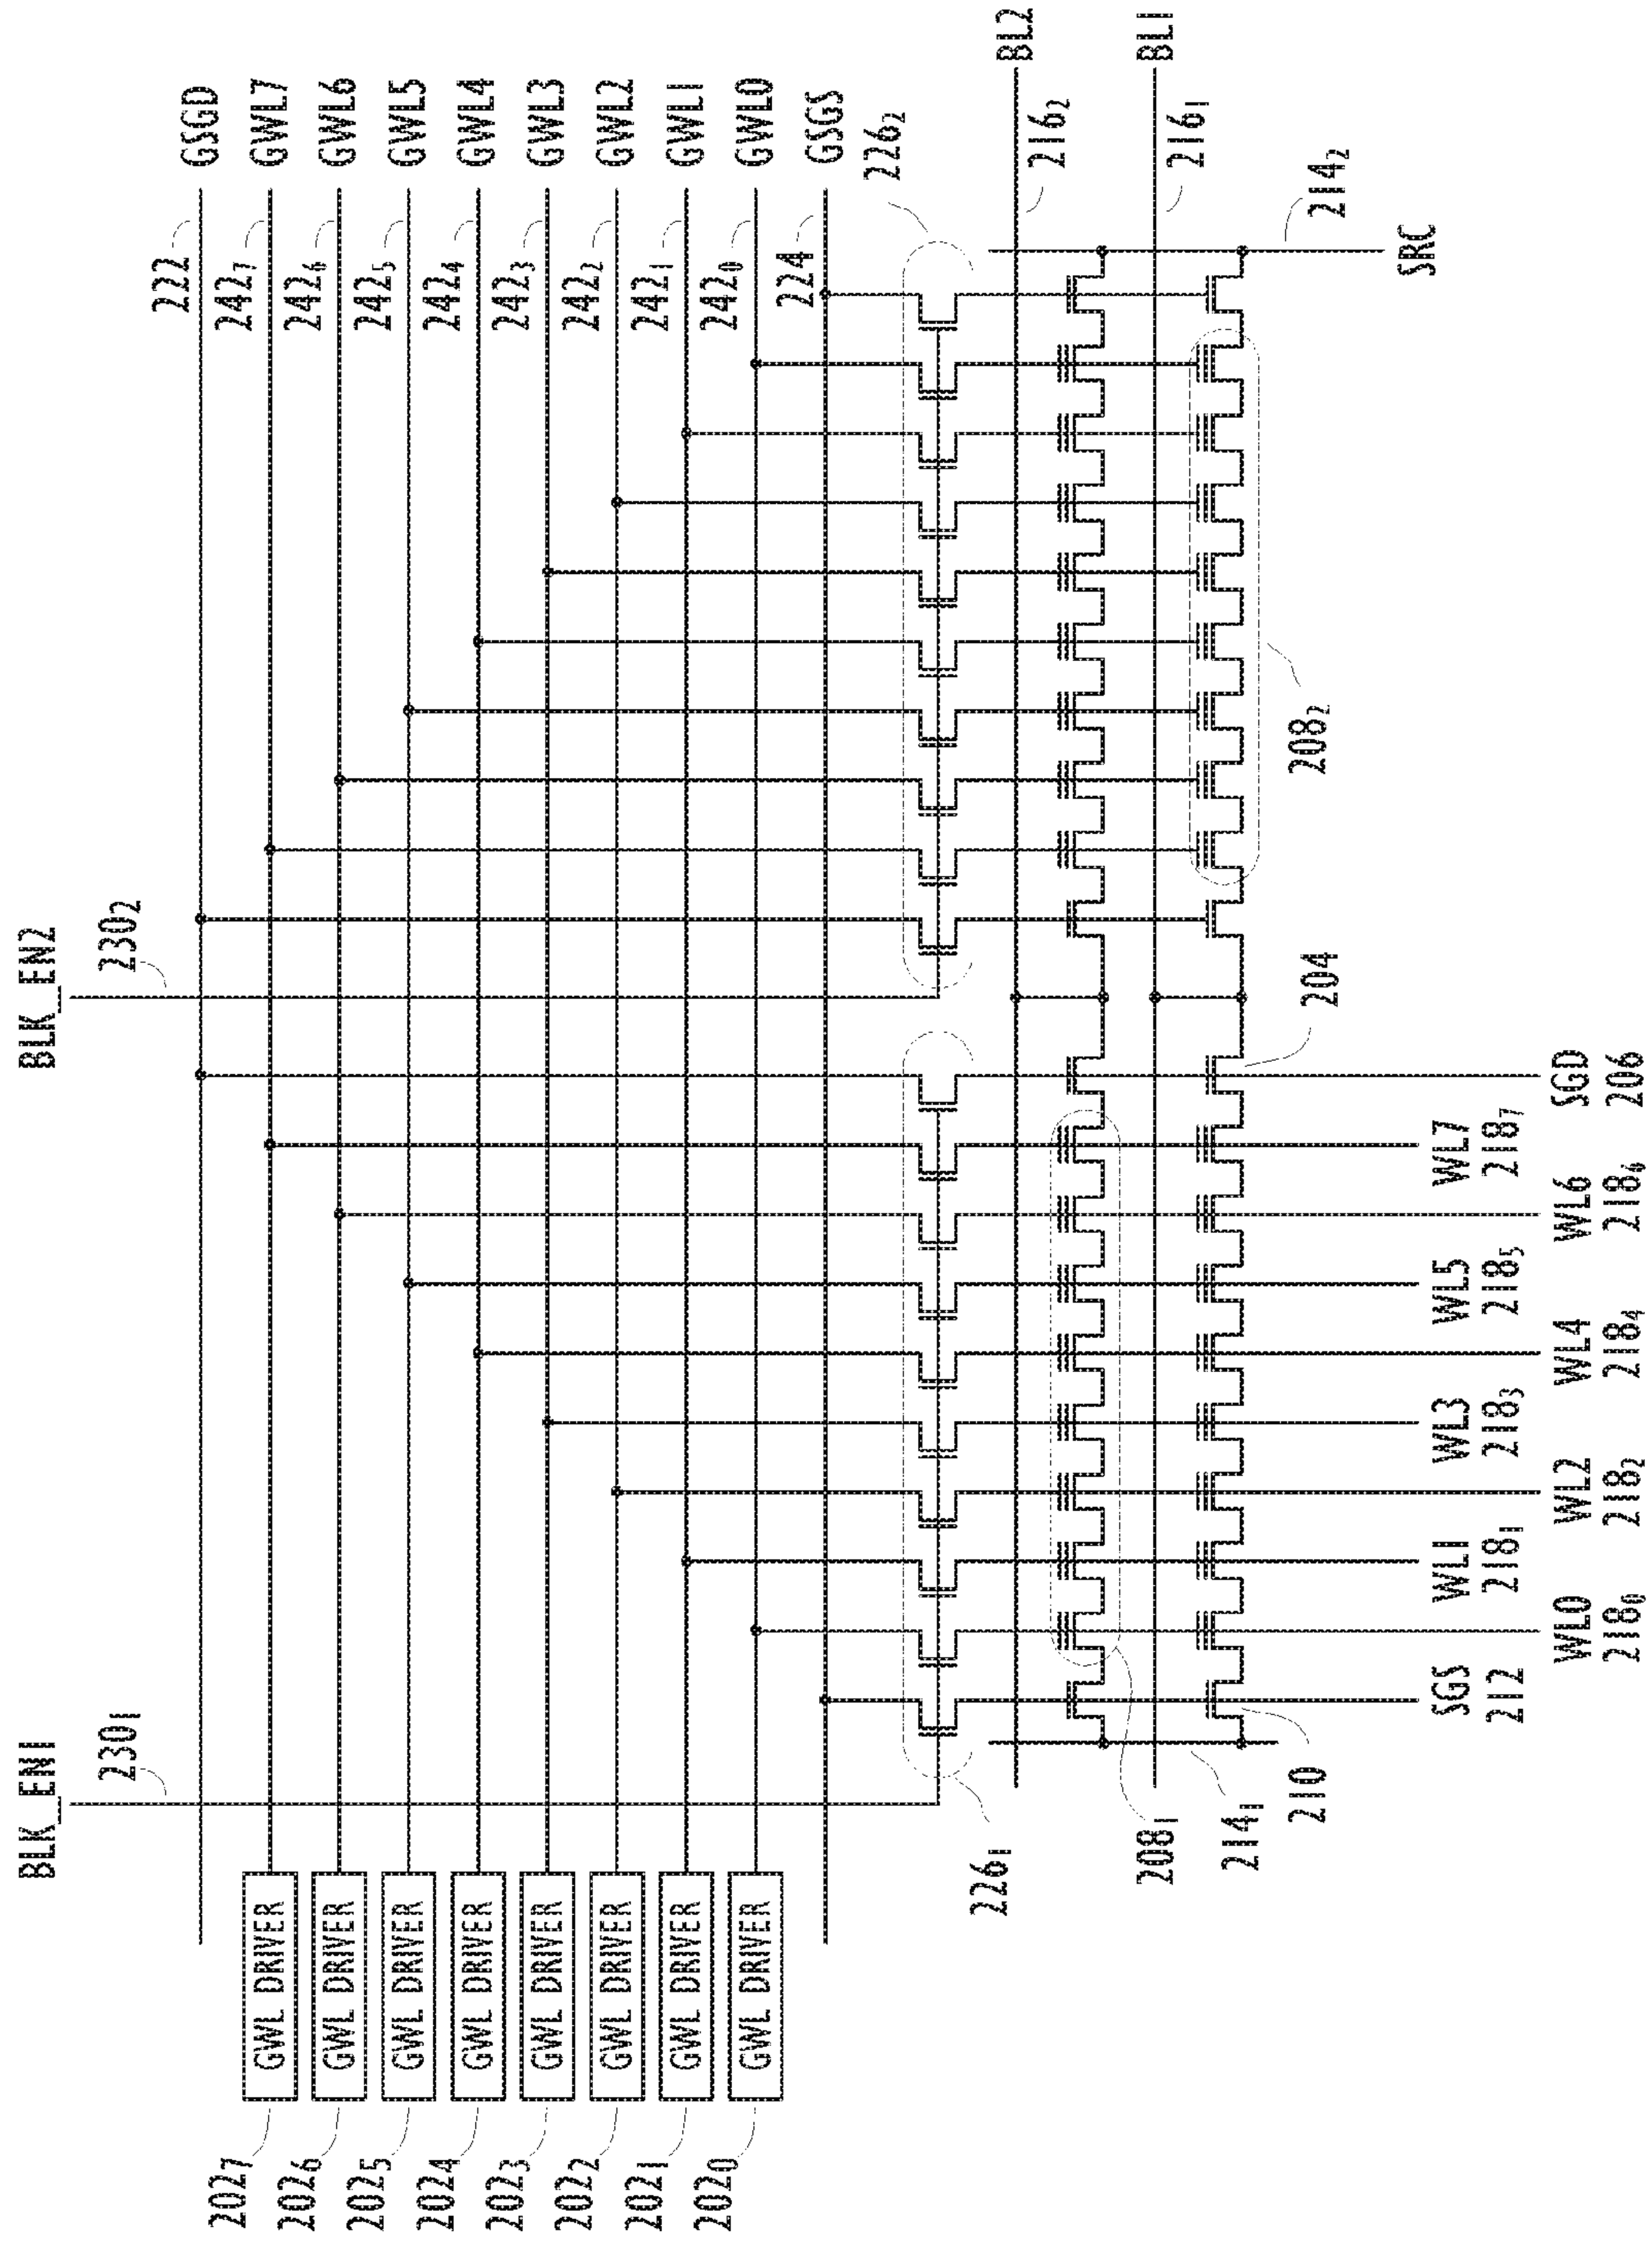 BLK_EN1
230₁
BLK_EN2
230₂
222
GSGD
202₇
GWL DRIVER
242₇
GWL7
202₆
GWL DRIVER
242₆
GWL6
202₅
GWL DRIVER
242₅
GWL5
202₄
GWL DRIVER
242₄
GWL4
202₃
GWL DRIVER
242₃
GWL3
202₂
GWL DRIVER
242₂
GWL2
202₁
GWL DRIVER
242₁
GWL1
202₀
GWL DRIVER
242₀
GWL0
224
GSGS
226₁
226₂
BL2
216₂
BL1
216₁
208₁
214₁
210
204
208₂
214₂
SRC
SGS
212
WL0
218₀
WL1
218₁
WL2
218₂
WL3
218₃
WL4
218₄
WL5
218₅
WL6
218₆
WL7
218₇
SGD
206